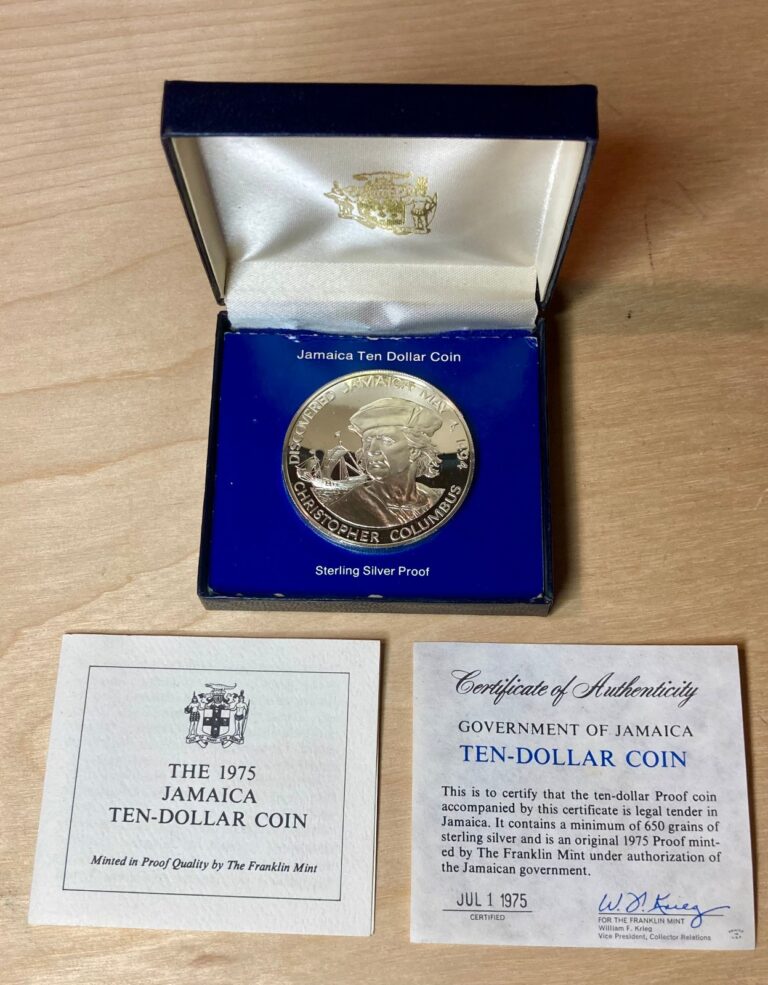 Jamaica Ten Dollar Coin
DISCOVERED JAMAICA MAY 4, 1494
CHRISTOPHER COLUMBUS
Sterling Silver Proof
THE 1975
JAMAICA
TEN-DOLLAR COIN
Minted in Proof Quality by The Franklin Mint
Certificate of Authenticity
GOVERNMENT OF JAMAICA
TEN-DOLLAR COIN
This is to certify that the ten-dollar Proof coin
accompanied by this certificate is legal tender in
Jamaica. It contains a minimum of 650 grains of
sterling silver and is an original 1975 Proof mint-
ed by The Franklin Mint under authorization of
the Jamaican government.
JUL 1 1975
CERTIFIED
W. F. Krieg
FOR THE FRANKLIN MINT
William F. Krieg
Vice President, Collector Relations